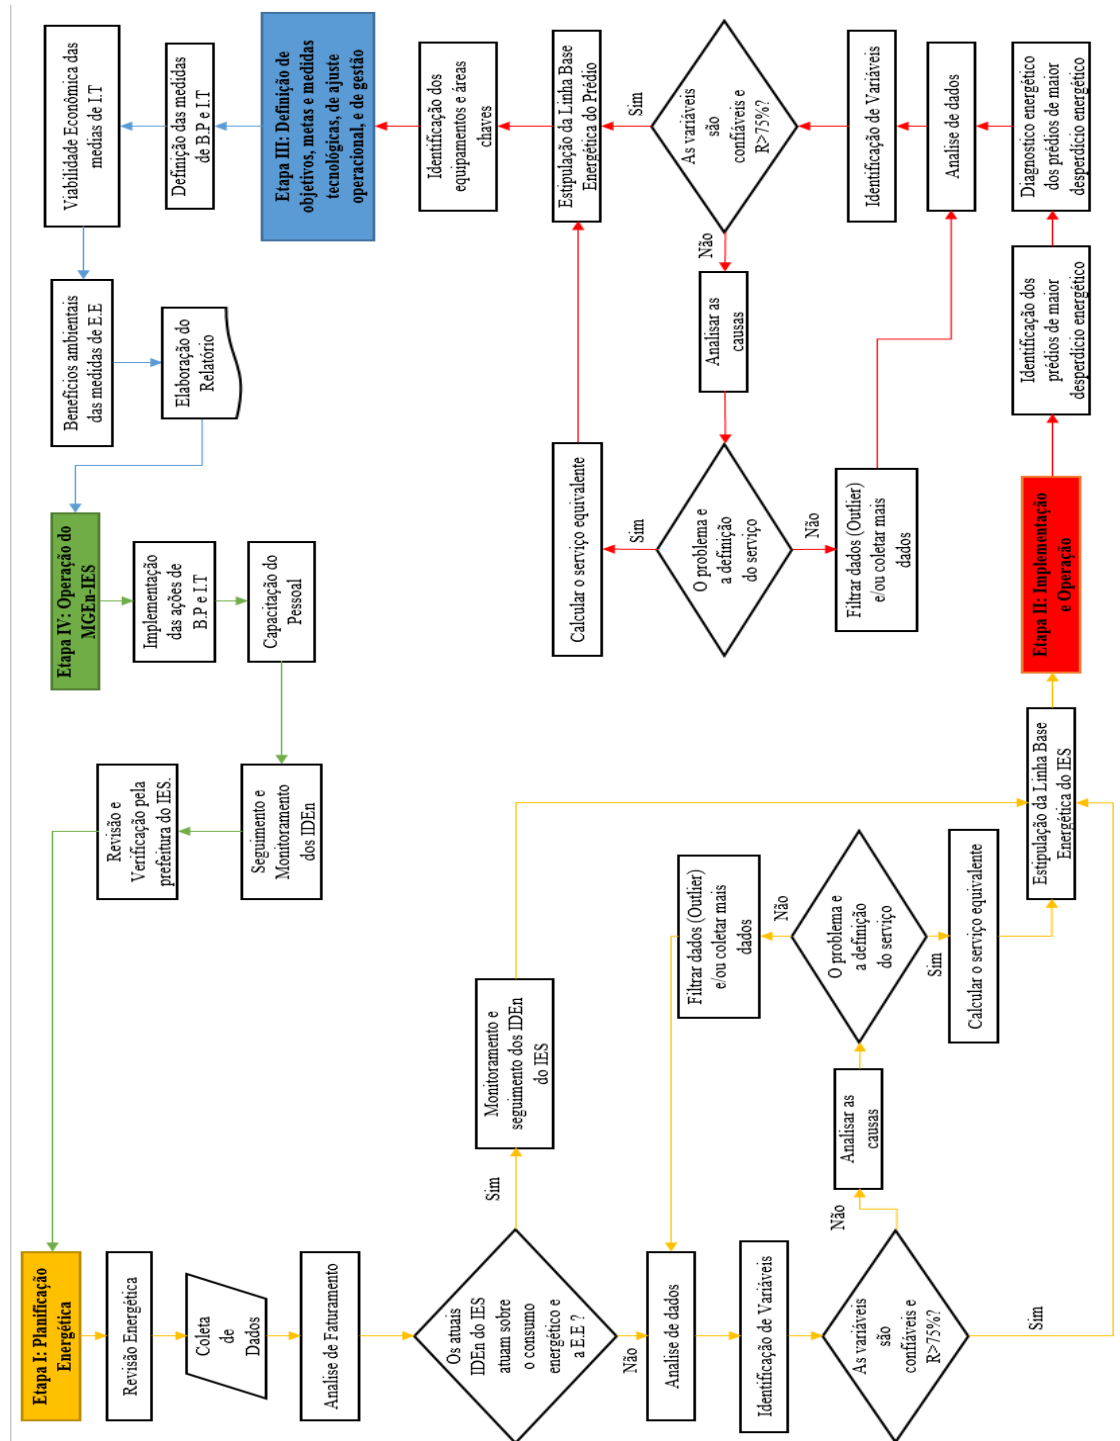 Etapa I: Planificação
Energética
Revisão Energética
Coleta
de
Dados
Analise de Faturamento
Os atuais
IDEn do IES
atuam sobre
o consumo
energético e
a E.E ?
Sim
Monitoramento e
seguimento dos IDEn
do IES
Não
Analise de dados
Identificação de Variáveis
As variáveis
são
confiáveis e
R>75%?
Sim
Não
Analisar as
causas
O problema e
a definição
do serviço
Não
Filtrar dados (Outlier)
e/ou coletar mais
dados
Sim
Calcular o serviço equivalente
Estipulação da Linha Base
Energética do IES
Etapa II: Implementação
e Operação
Identificação dos
prédios de maior
desperdício energético
Diagnostico energético
dos prédios de maior
desperdício energético
Analise de dados
Identificação de Variáveis
As variáveis
são
confiáveis e
R>75%?
Não
Analisar as
causas
O problema e
a definição
do serviço
Não
Filtrar dados (Outlier)
e/ou coletar mais
dados
Sim
Calcular o serviço equivalente
Sim
Estipulação da Linha Base
Energética do Prédio
Identificação dos
equipamentos e áreas
chaves
Etapa III: Definição de
objetivos, metas e medidas
tecnológicas, de ajuste
operacional, e de gestão
Definição das medidas
de B.P e I.T
Viabilidade Econômica das
medidas de I.T
Benefícios ambientais
das medidas de E.E
Elaboração do
Relatório
Etapa IV: Operação do
MGEn-IES
Implementação
das ações de
B.P e I.T
Capacitação do
Pessoal
Seguimento e
Monitoramento
dos IDEn
Revisão e
Verificação pela
prefeitura do IES.